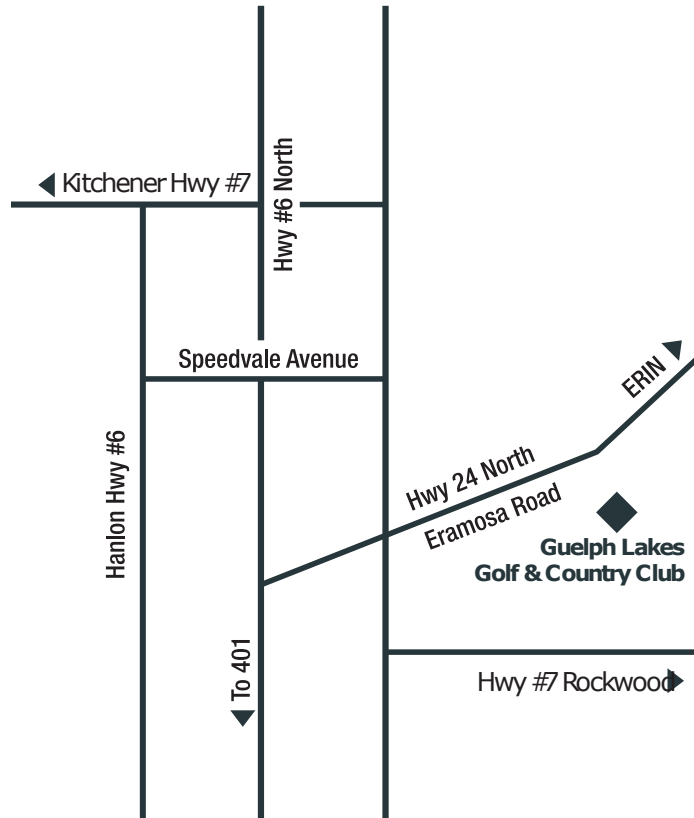 Kitchener Hwy #7
Hwy #6 North
Speedvale Avenue
ERIN
Hanlon Hwy #6
Hwy 24 North
Eramosa Road
Guelph Lakes
Golf & Country Club
To 401
Hwy #7 Rockwood